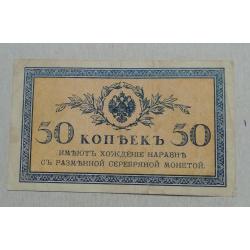 50 КОПѢЕКЪ 50
ИМѢЮТЪ ХОЖДЕНІЕ НАРАВНѢ
СЪ РАЗМѢННОЙ СЕРЕБРЯНОЙ МОНЕТОЙ.